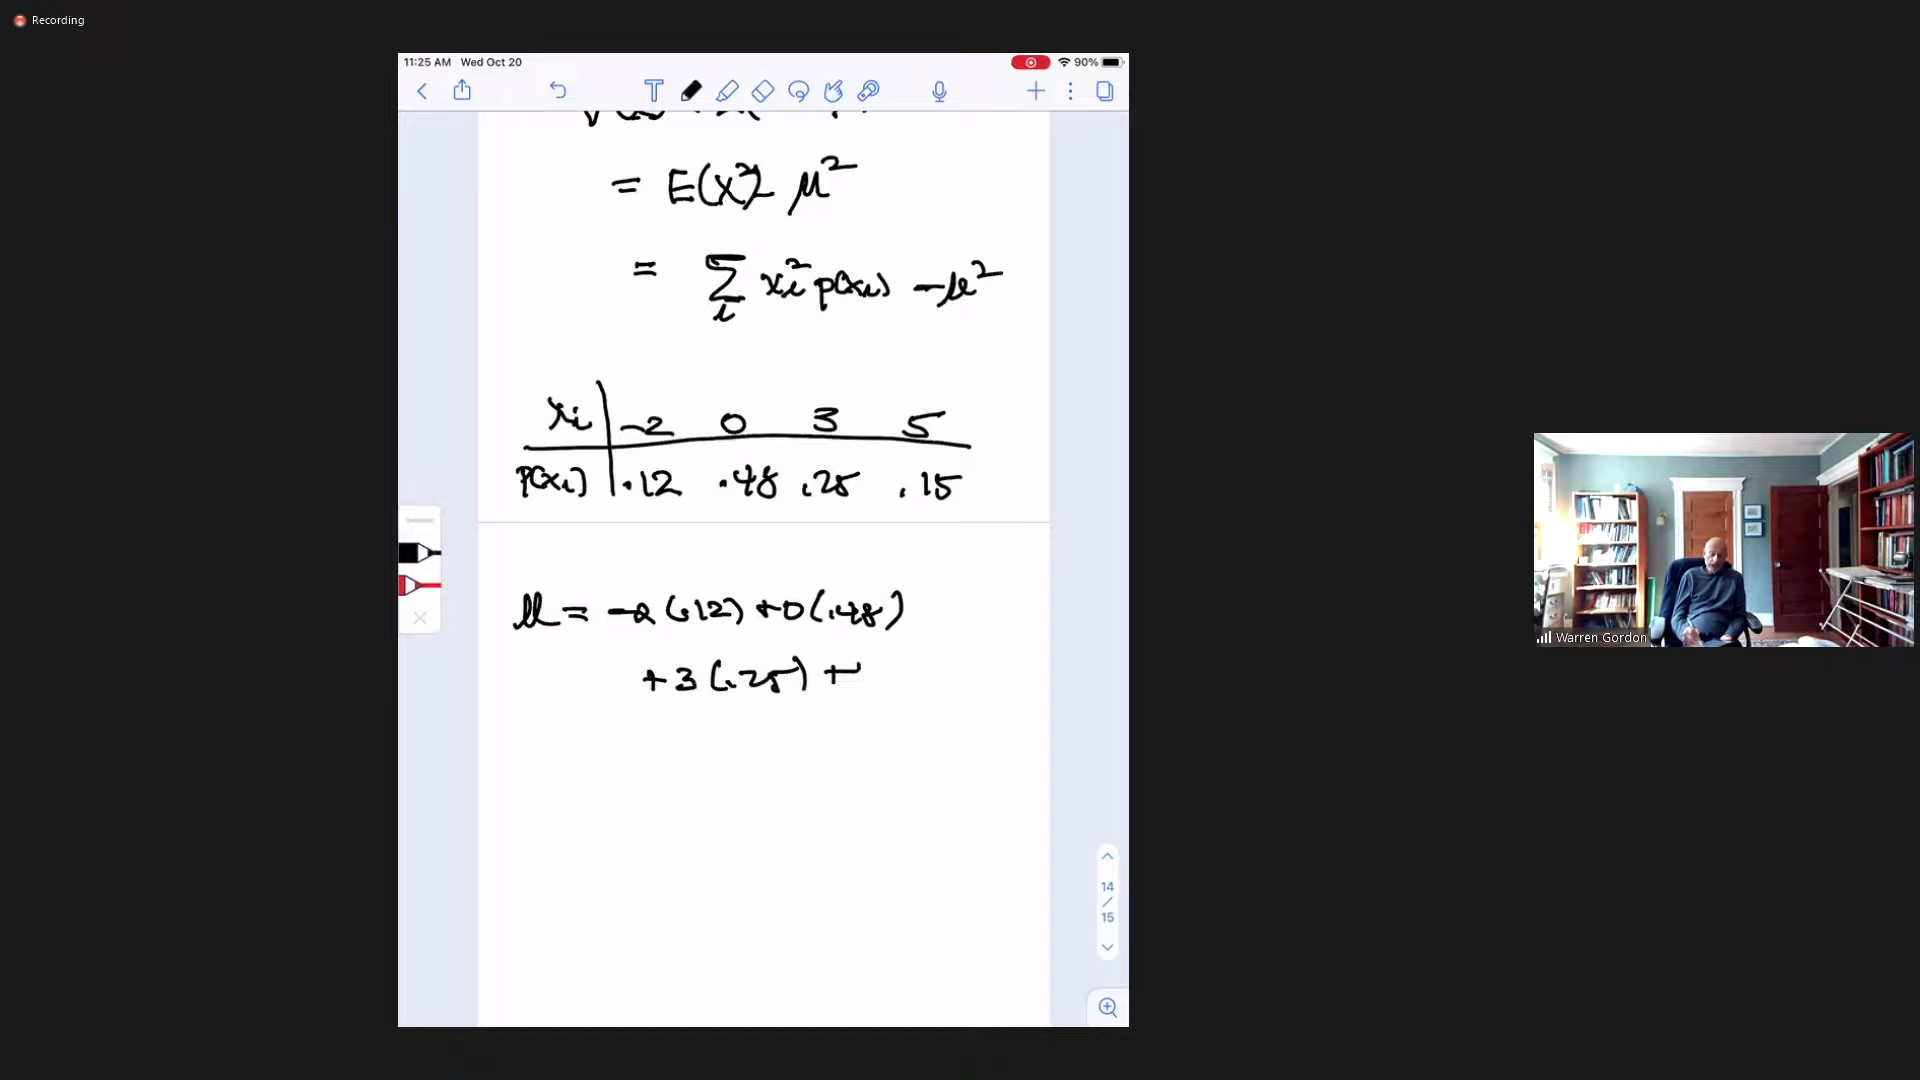 Recording
11:25 AM Wed Oct 20
90%
= E(x²) - μ²
= Σ xi² p(xi) - μ²
i
xi | -2 0 3 5
p(xi) | .12 .48 .25 .15
μ = -2 (.12) + 0 (.48)
+ 3 (.25) +
Warren Gordon
14
/
15